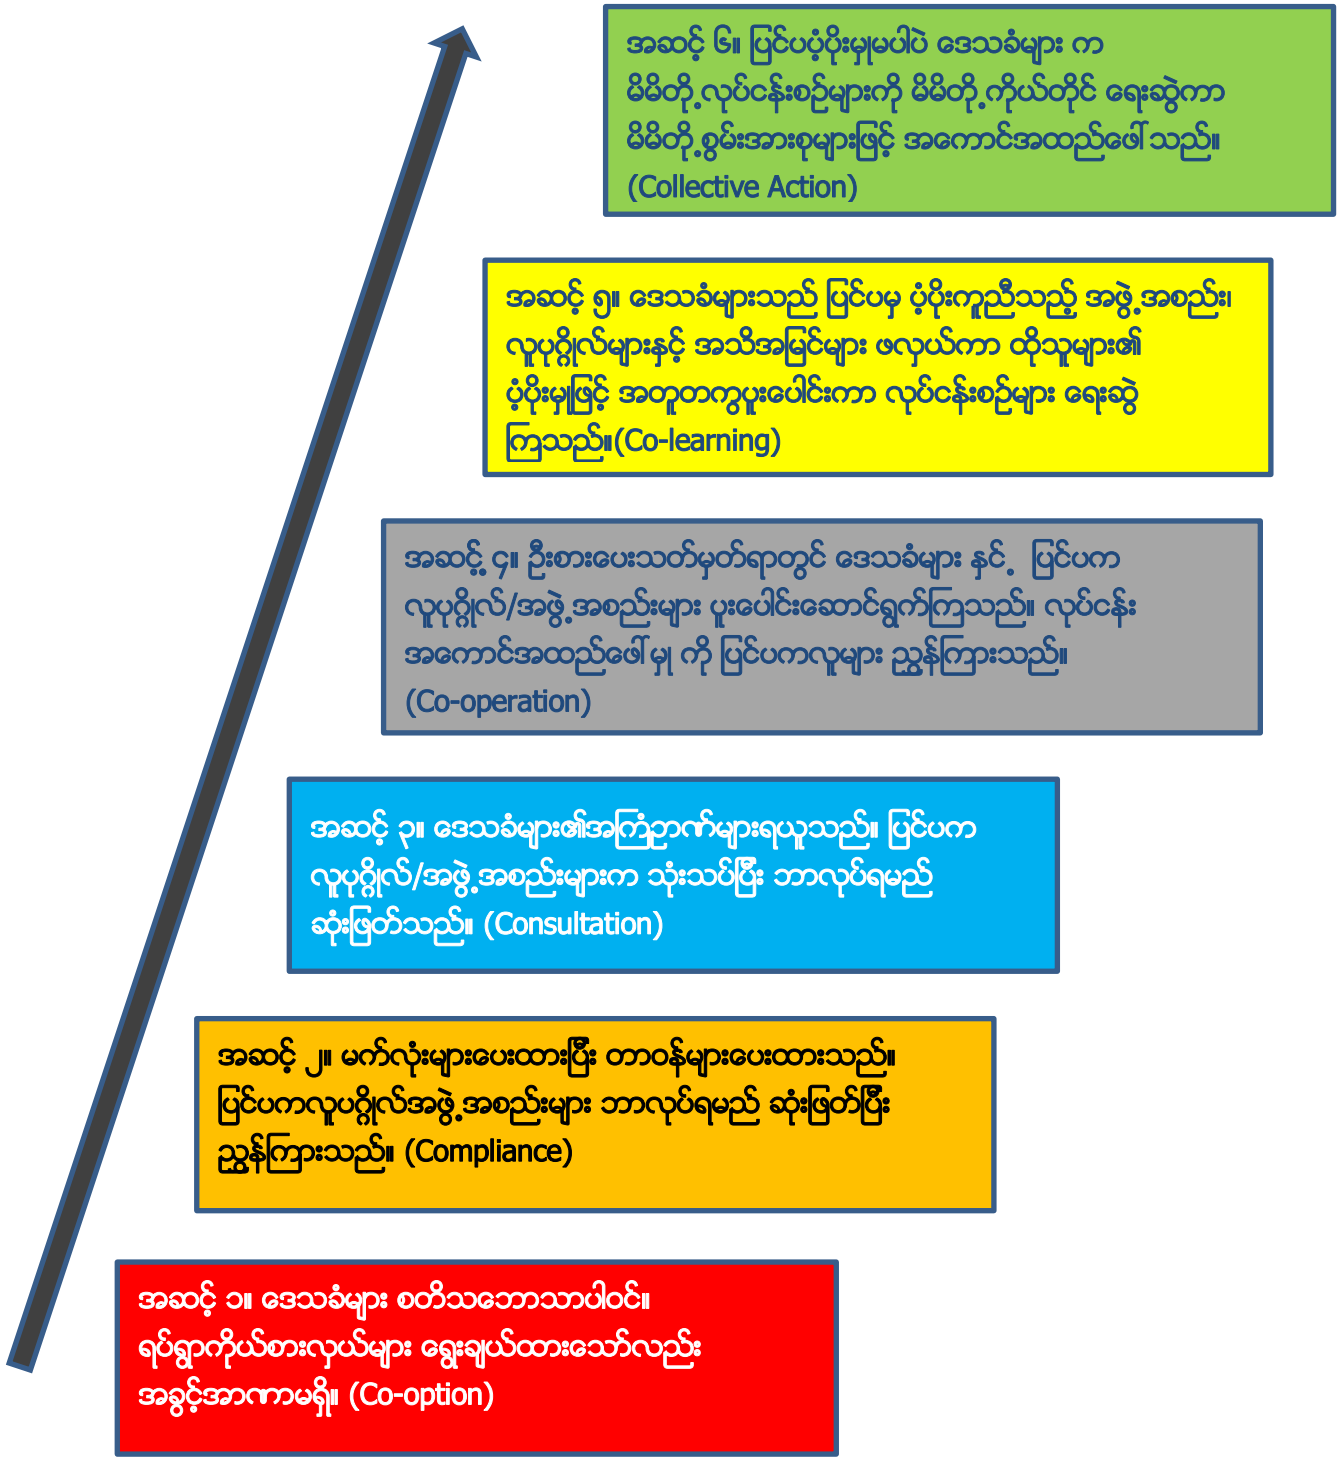 အဆင့် ၆။ ပြင်ပပံ့ပိုးမှုမပါပဲ ဒေသခံများ က
မိမိတို့လုပ်ငန်းစဉ်များကို မိမိတို့ကိုယ်တိုင် ရေးဆွဲကာ
မိမိတို့စွမ်းအားစုများဖြင့် အကောင်အထည်ဖေါ်သည်။
(Collective Action)
အဆင့် ၅။ ဒေသခံများသည် ပြင်ပမှ ပံ့ပိုးကူညီသည့် အဖွဲ့အစည်း၊
လူပုဂ္ဂိုလ်များနှင့် အသိအမြင်များ ဖလှယ်ကာ ထိုသူများ၏
ပံ့ပိုးမှုဖြင့် အတူတကွပူးပေါင်းကာ လုပ်ငန်းစဉ်များ ရေးဆွဲ
ကြသည်။(Co-learning)
အဆင့် ၄။ ဦးစားပေးသတ်မှတ်ရာတွင် ဒေသခံများ နှင့် ပြင်ပက
လူပုဂ္ဂိုလ်/အဖွဲ့အစည်းများ ပူးပေါင်းဆောင်ရွက်ကြသည်။ လုပ်ငန်း
အကောင်အထည်ဖေါ်မှု ကို ပြင်ပကလူများ ညွှန်ကြားသည်။
(Co-operation)
အဆင့် ၃။ ဒေသခံများ၏အကြံဉာဏ်များရယူသည်။ ပြင်ပက
လူပုဂ္ဂိုလ်/အဖွဲ့အစည်းများက သုံးသပ်ပြီး ဘာလုပ်ရမည်
ဆုံးဖြတ်သည်။ (Consultation)
အဆင့် ၂။ မက်လုံးများပေးထားပြီး တာဝန်များပေးထားသည်။
ပြင်ပကလူပဂ္ဂိုလ်အဖွဲ့အစည်းများ ဘာလုပ်ရမည် ဆုံးဖြတ်ပြီး
ညွှန်ကြားသည်။ (Compliance)
အဆင့် ၁။ ဒေသခံများ စတိသဘောသာပါဝင်။
ရပ်ရွာကိုယ်စားလှယ်များ ရွေးချယ်ထားသော်လည်း
အခွင့်အာဏာမရှိ။ (Co-option)